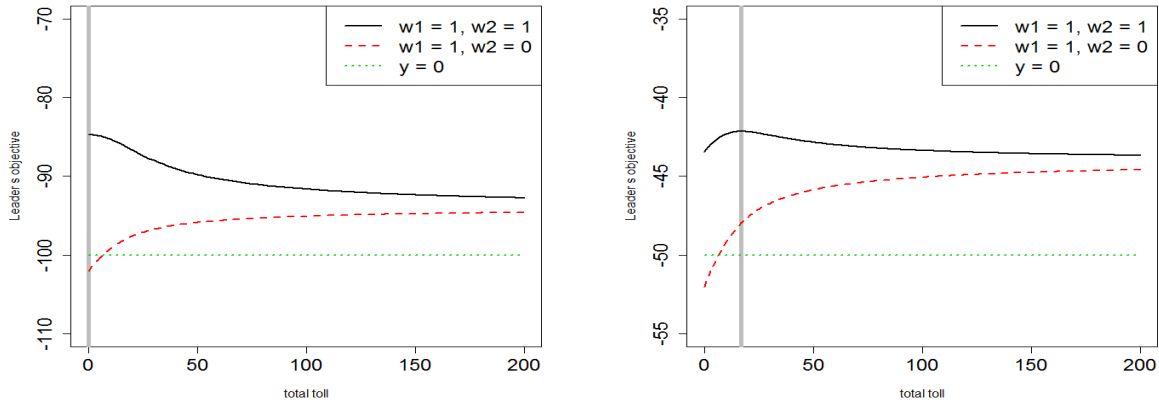 -70
-80
-90
-100
-110
Leader s objective
w1 = 1, w2 = 1
w1 = 1, w2 = 0
y = 0
0 50 100 150 200
total toll
-35
-40
-45
-50
-55
Leader s objective
w1 = 1, w2 = 1
w1 = 1, w2 = 0
y = 0
0 50 100 150 200
total toll